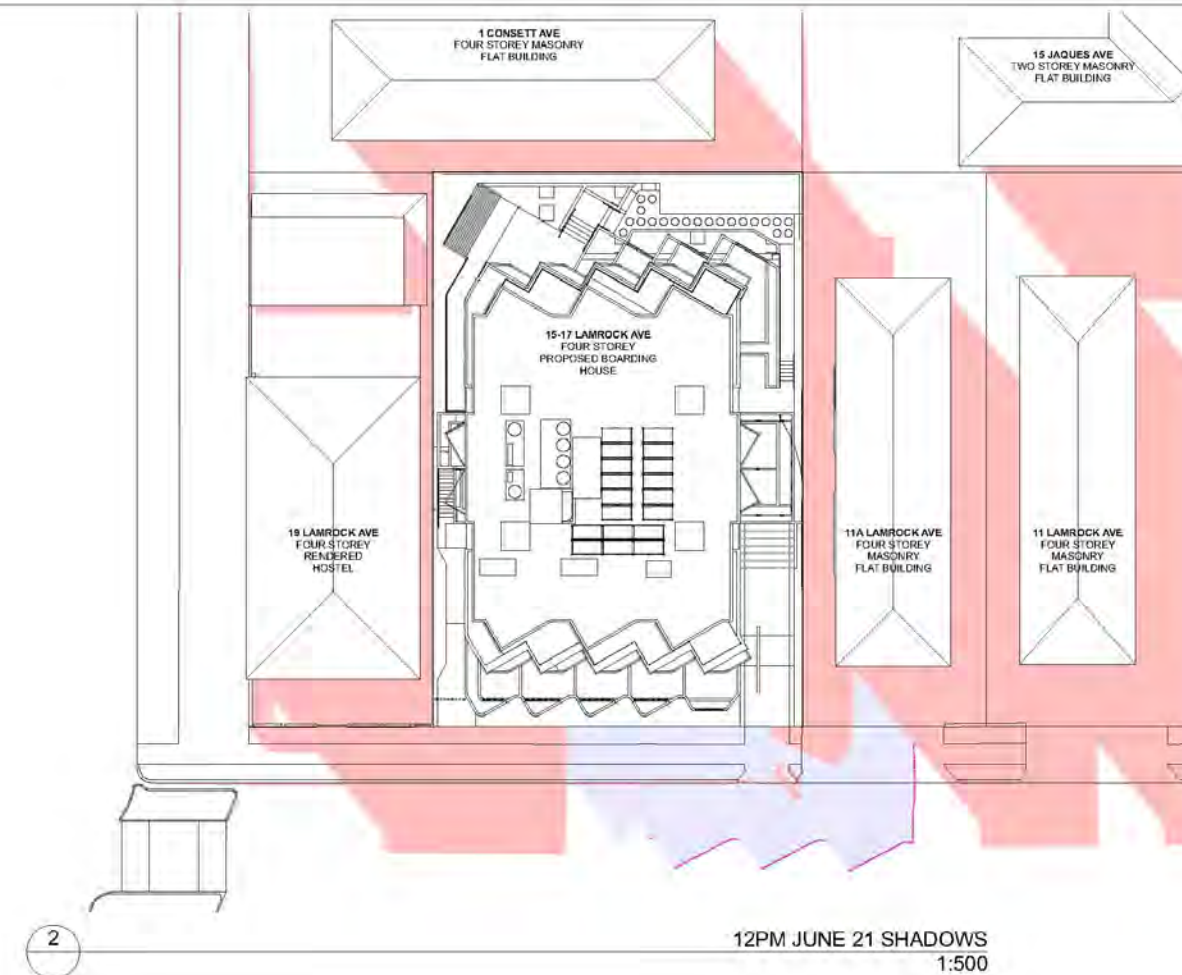 1 CONSETT AVE
FOUR STOREY MASONRY
FLAT BUILDING
15 JAQUES AVE
TWO STOREY MASONRY
FLAT BUILDING
15-17 LAMROCK AVE
FOUR STOREY
PROPOSED BOARDING
HOUSE
19 LAMROCK AVE
FOUR STOREY
RENDERED
HOSTEL
11A LAMROCK AVE
FOUR STOREY
MASONRY
FLAT BUILDING
11 LAMROCK AVE
FOUR STOREY
MASONRY
FLAT BUILDING
2
12PM JUNE 21 SHADOWS
1:500